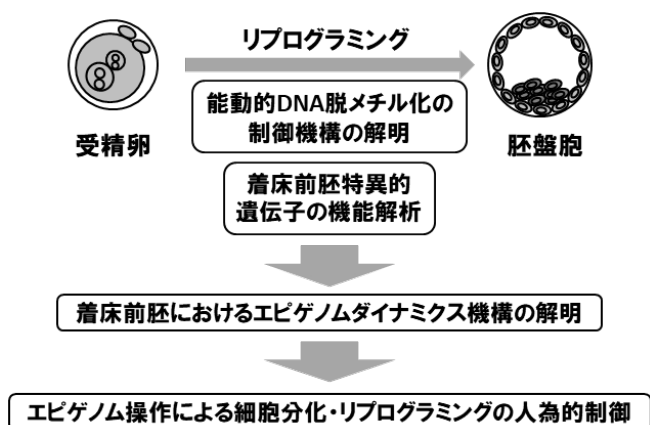 リプログラミング
受精卵
能動的DNA脱メチル化の
制御機構の解明
胚盤胞
着床前胚特異的
遺伝子の機能解析
着床前胚におけるエピゲノムダイナミクス機構の解明
エピゲノム操作による細胞分化・リプログラミングの人為的制御